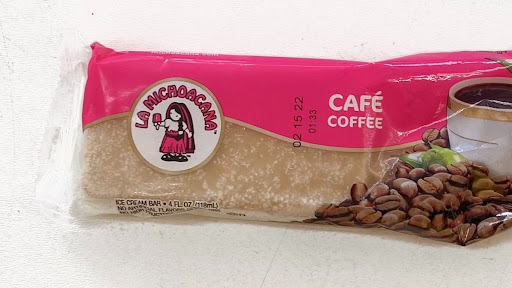 LA MICHOACANA
02 15 22
01:33
CAFÉ
COFFEE
ICE CREAM BAR • 4 FL OZ (118mL)